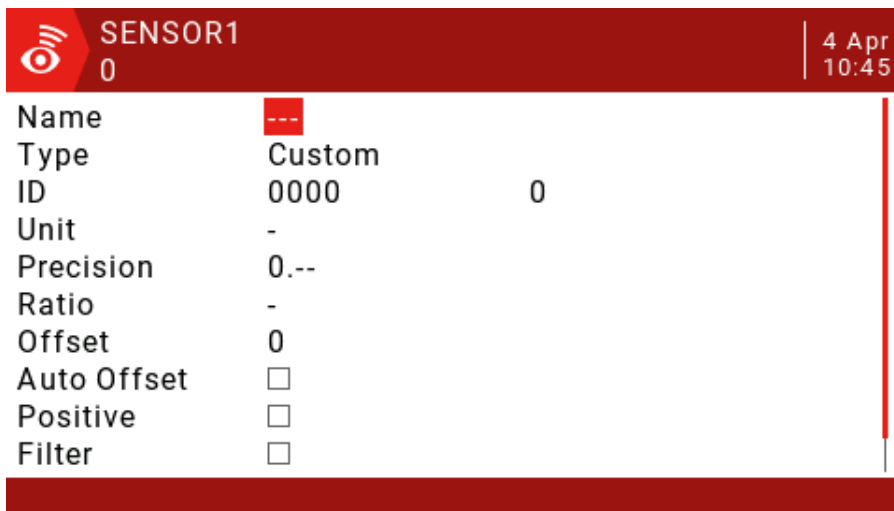 SENSOR1
0
4 Apr
10:45
Name ---
Type Custom
ID 0000 0
Unit -
Precision 0.--
Ratio -
Offset 0
Auto Offset
Positive
Filter